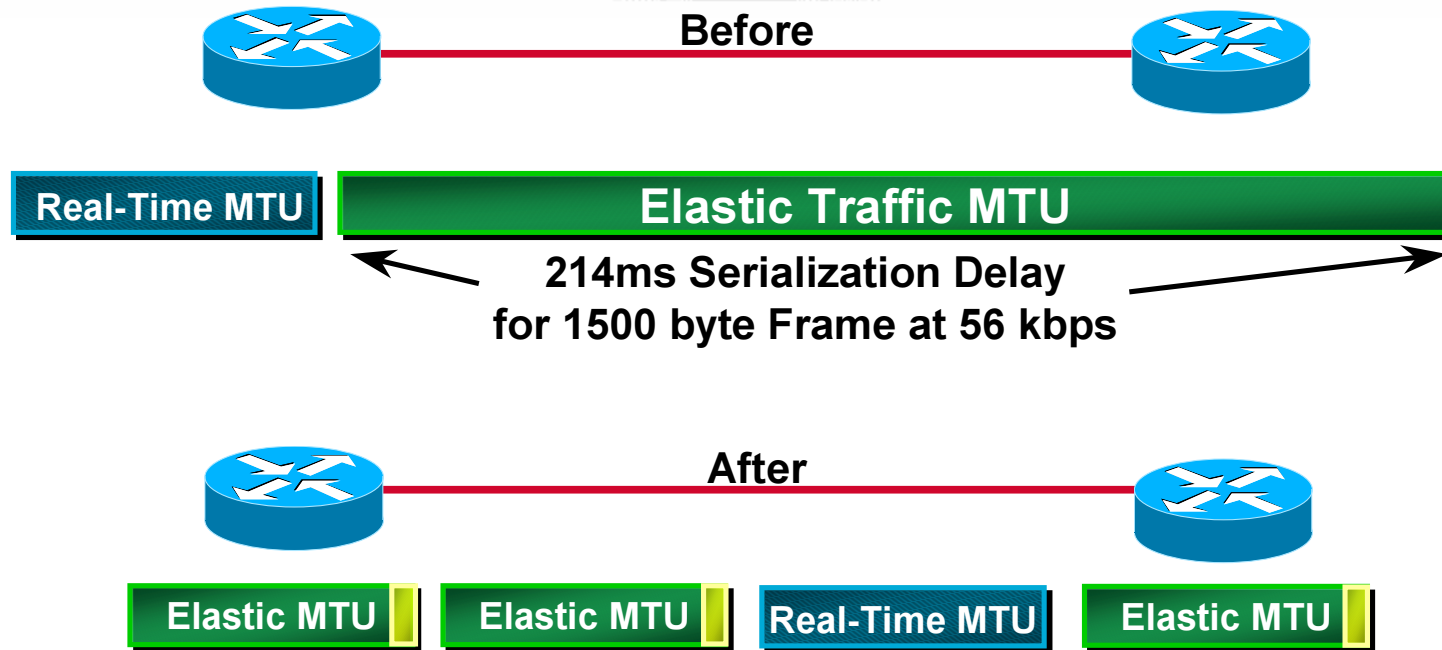 Before
Real-Time MTU
Elastic Traffic MTU
214ms Serialization Delay
for 1500 byte Frame at 56 kbps
After
Elastic MTU
Elastic MTU
Real-Time MTU
Elastic MTU